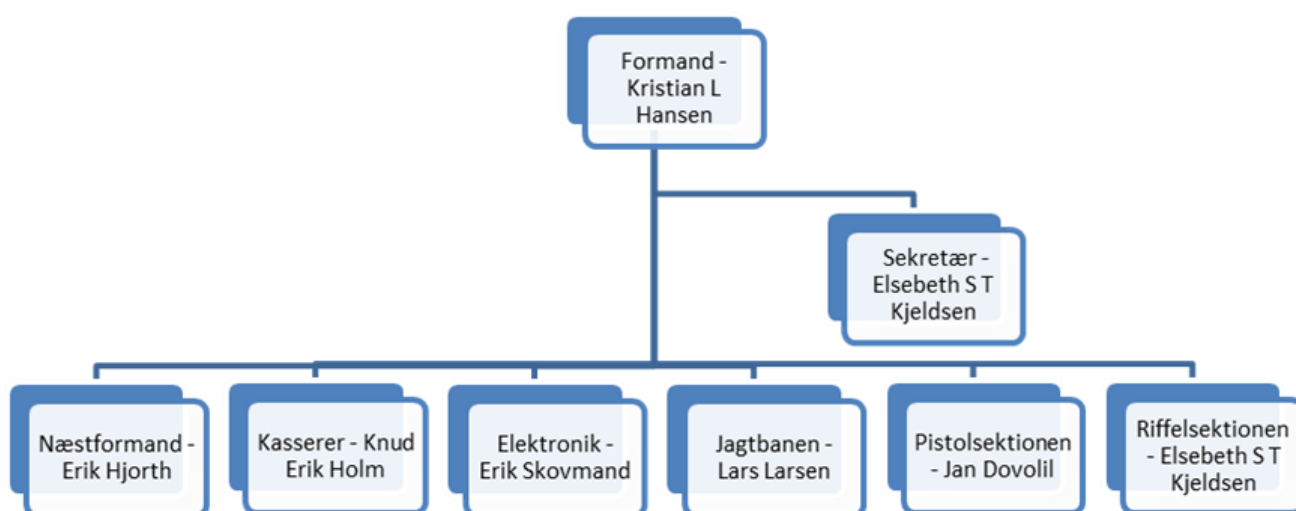 Formand -
Kristian L
Hansen
Sekretær -
Elsebeth S T
Kjeldsen
Næstformand -
Erik Hjorth
Kasserer - Knud
Erik Holm
Elektronik -
Erik Skovmand
Jagtbanen -
Lars Larsen
Pistolsektionen
- Jan Dovolil
Riffelsektionen
- Elsebeth S T
Kjeldsen